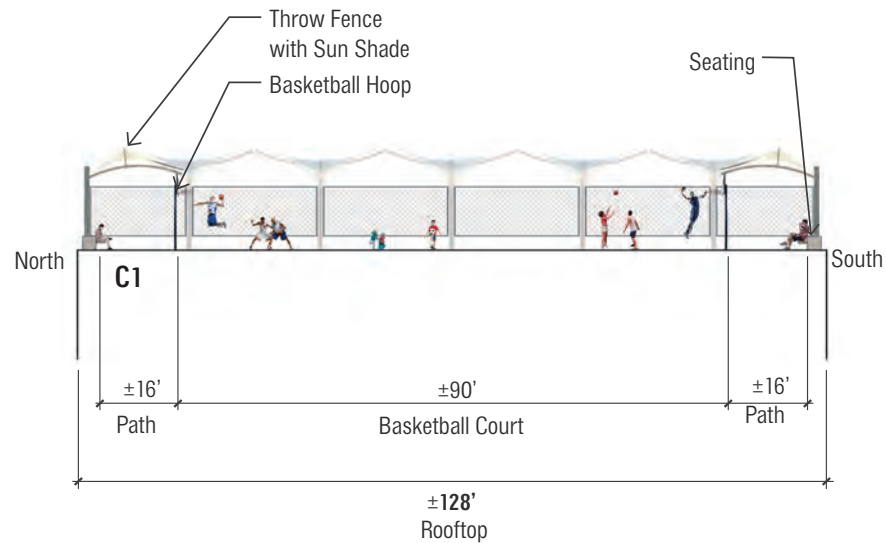 Throw Fence
with Sun Shade
Basketball Hoop
Seating
North
South
C1
±16’
±90’
±16’
Path
Basketball Court
Path
±128’
Rooftop